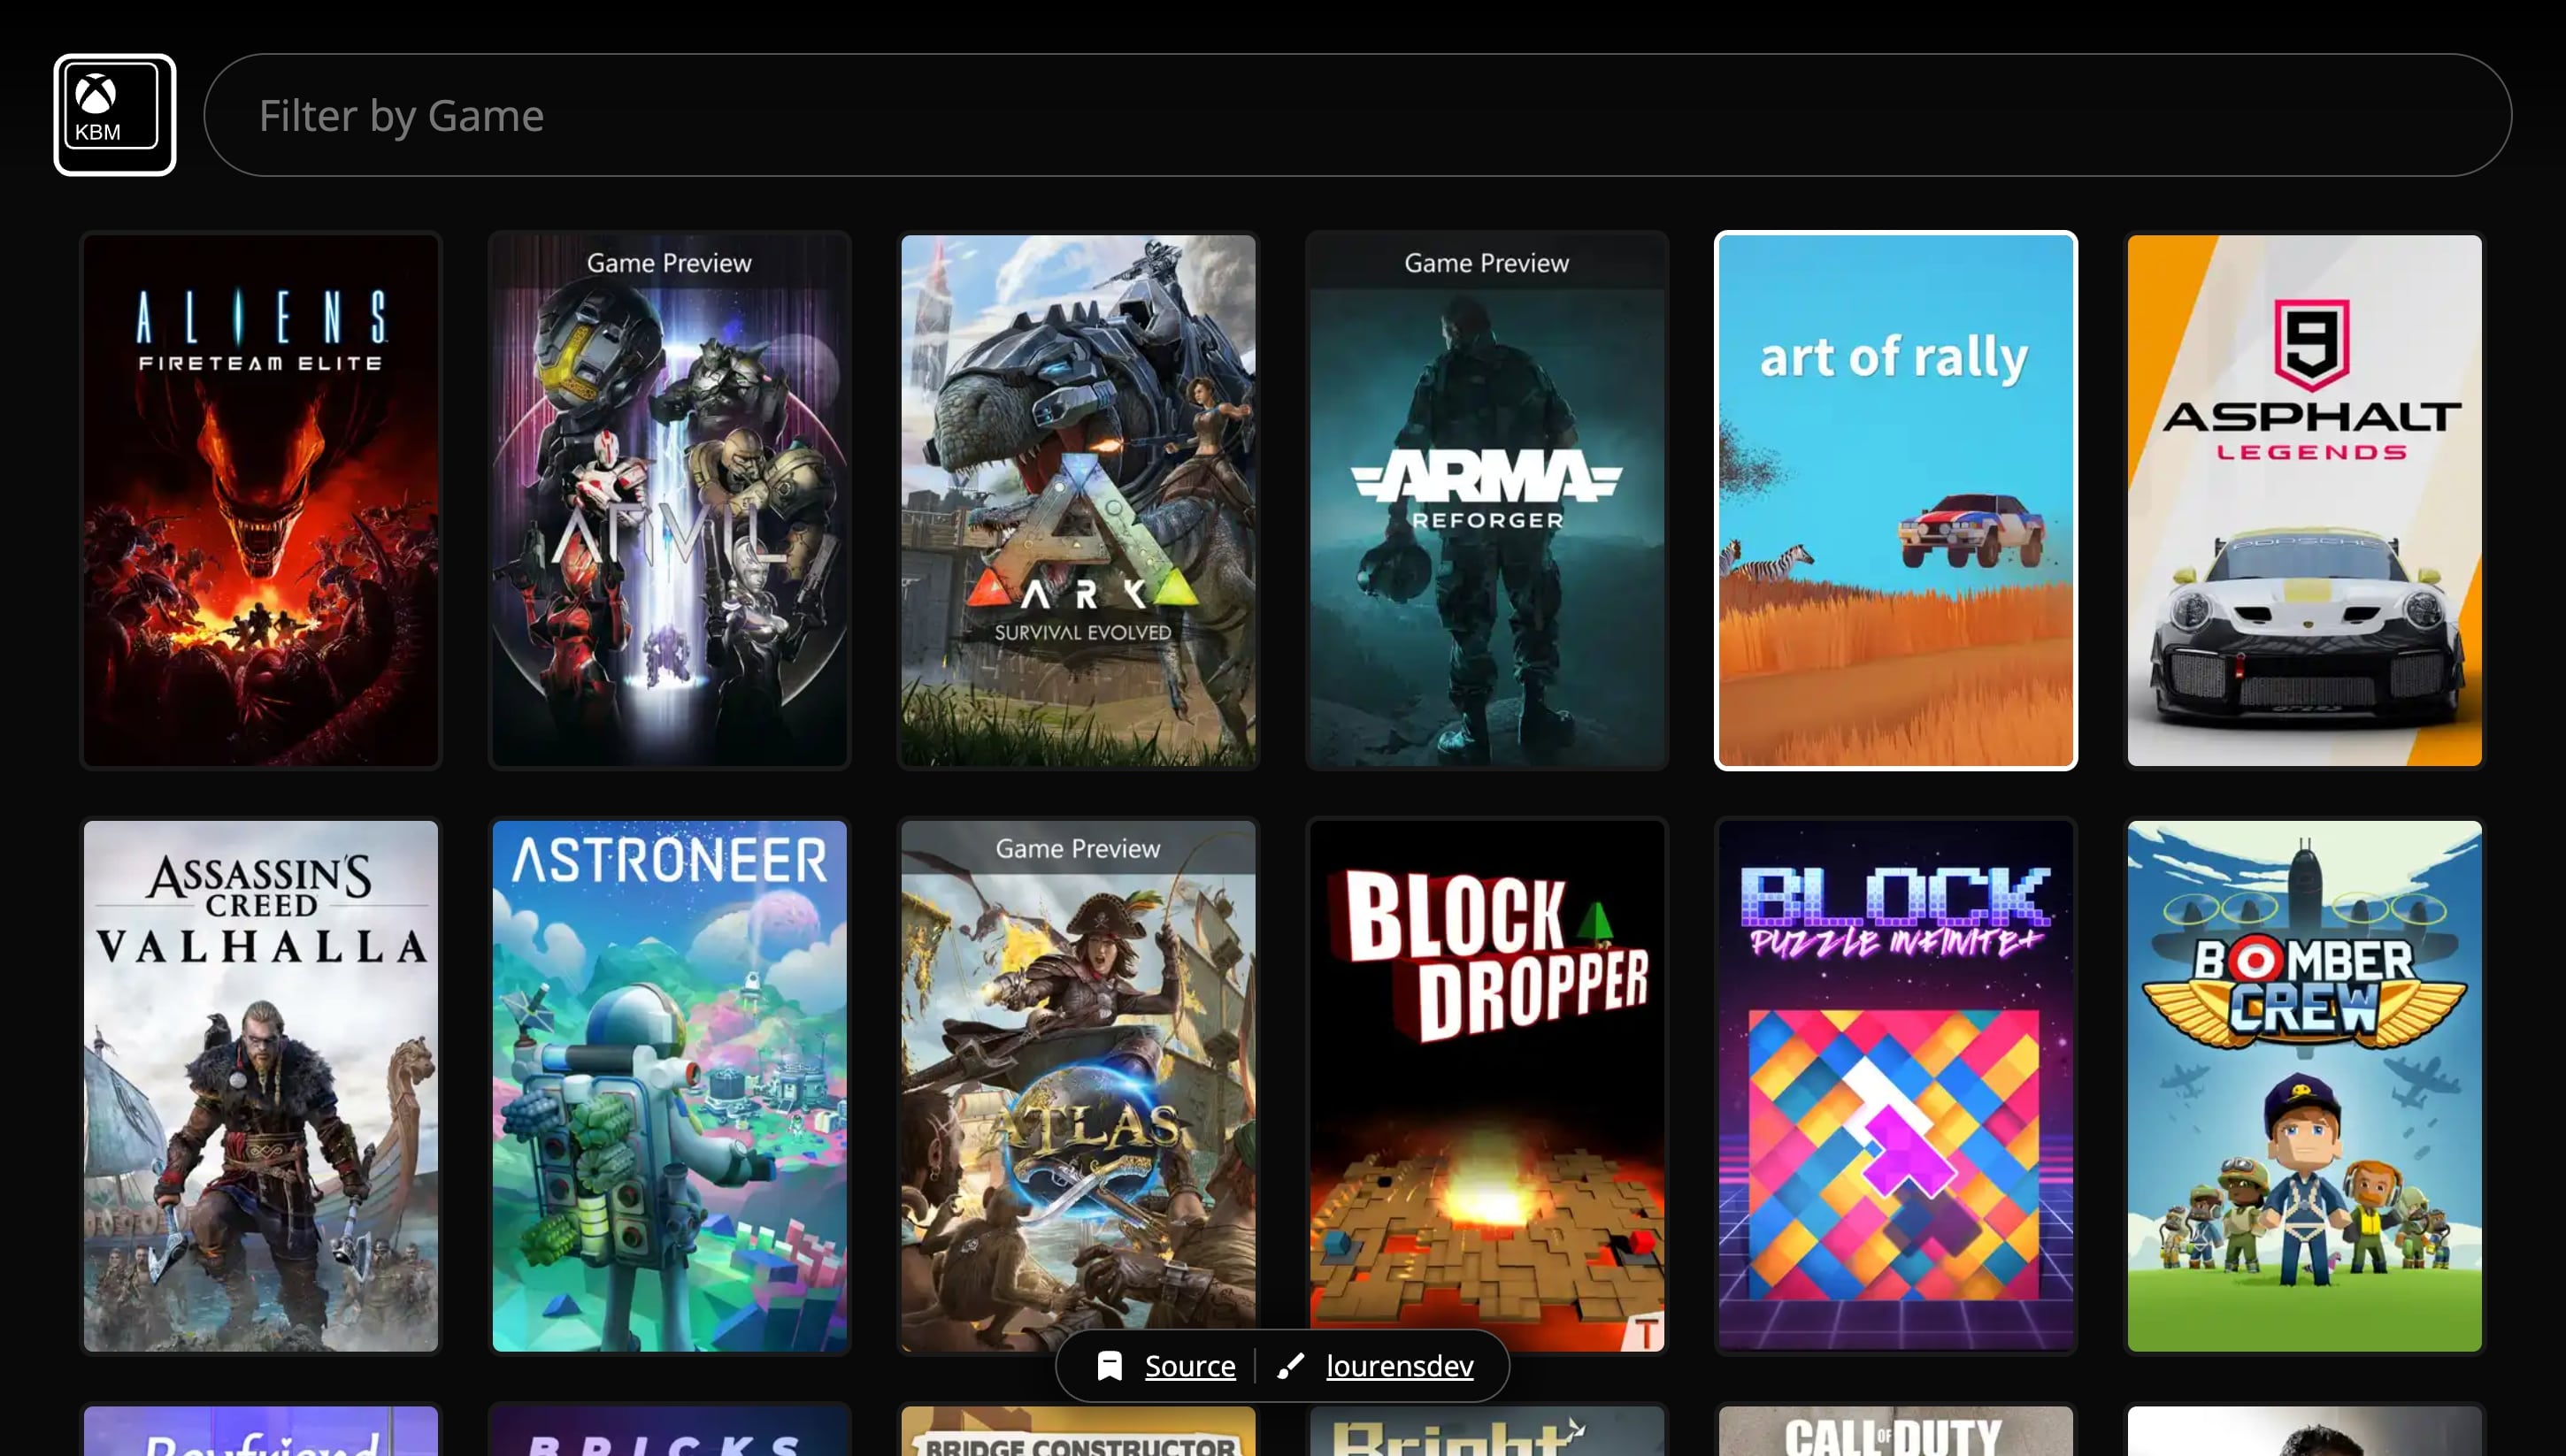 KBM
Filter by Game
ALIENS
FIRETEAM ELITE
Game Preview
ANVIL
ARK
SURVIVAL EVOLVED
Game Preview
ARMA
REFORGER
art of rally
9
ASPHALT
LEGENDS
PORSCHE
ASSASSIN'S
CREED
VALHALLA
ASTRONEER
Game Preview
ATLAS
BLOCK
DROPPER
T
BLOCK
PUZZLE INFINITE+
BOMBER
CREW
Source
lourensdev
Boyfriend
BRICKS
BRIDGE CONSTRUCTOR
Bright
CALL OF DUTY